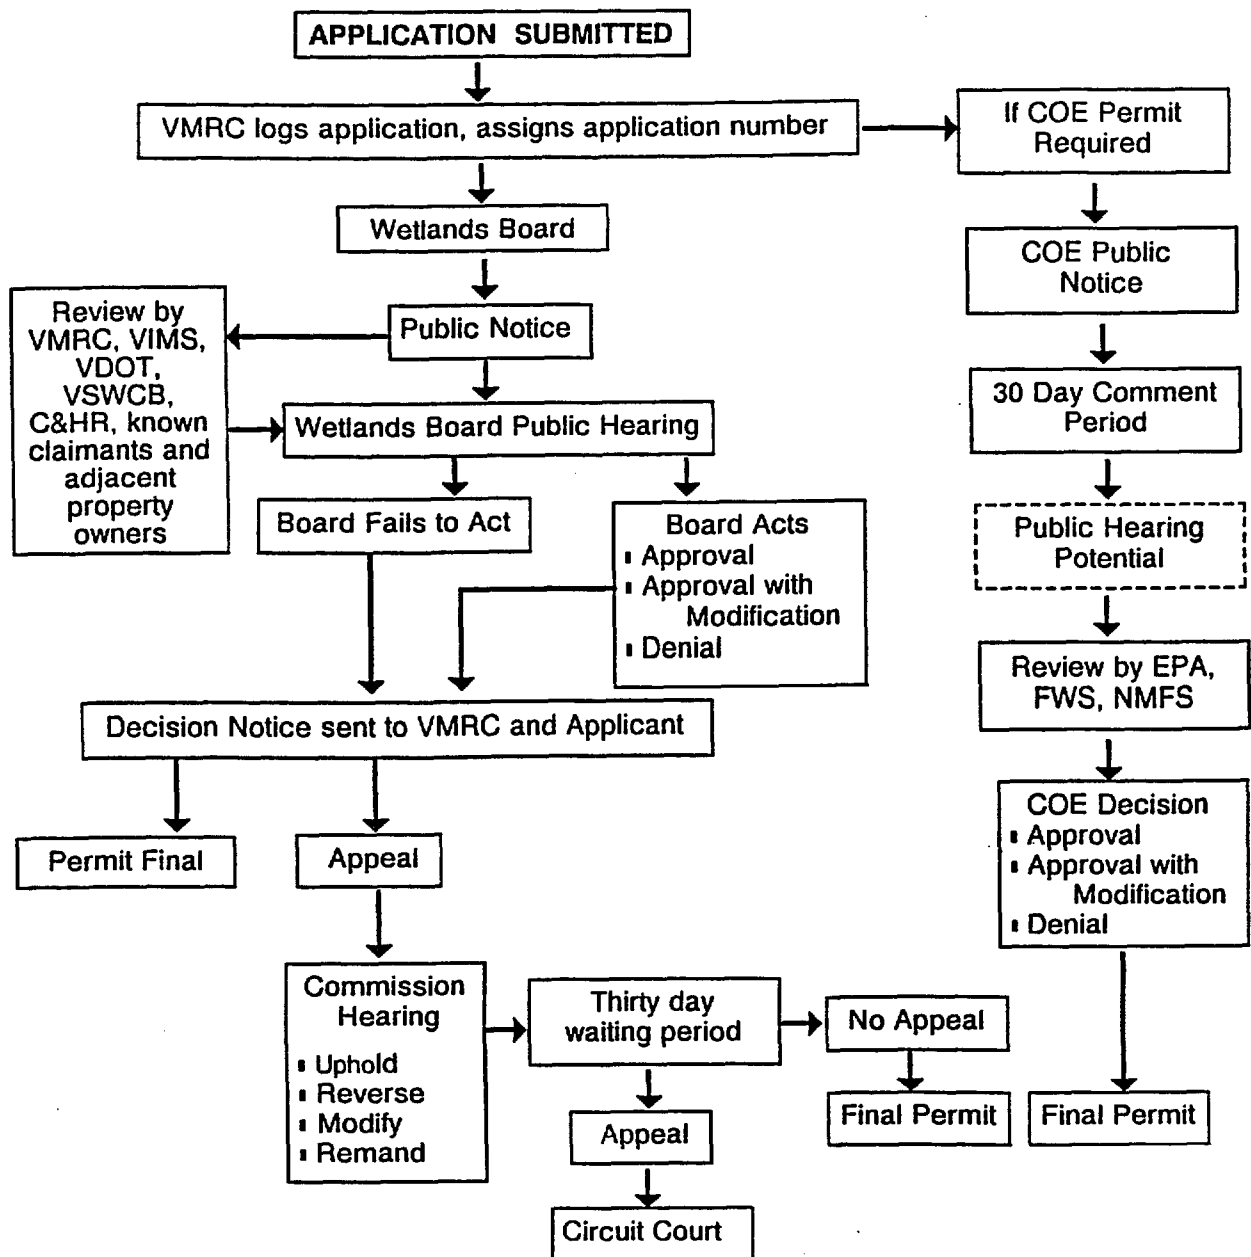 APPLICATION SUBMITTED
VMRC logs application, assigns application number
If COE Permit
Required
Wetlands Board
COE Public
Notice
Review by
VMRC, VIMS,
VDOT,
VSWCB,
C&HR, known
claimants and
adjacent
property
owners
Public Notice
30 Day Comment
Period
Wetlands Board Public Hearing
Board Fails to Act
Board Acts
▪ Approval
▪ Approval with
Modification
▪ Denial
Public Hearing
Potential
Review by EPA,
FWS, NMFS
Decision Notice sent to VMRC and Applicant
COE Decision
▪ Approval
▪ Approval with
Modification
▪ Denial
Permit Final
Appeal
Commission
Hearing
▪ Uphold
▪ Reverse
▪ Modify
▪ Remand
Thirty day
waiting period
No Appeal
Final Permit
Final Permit
Appeal
Circuit Court